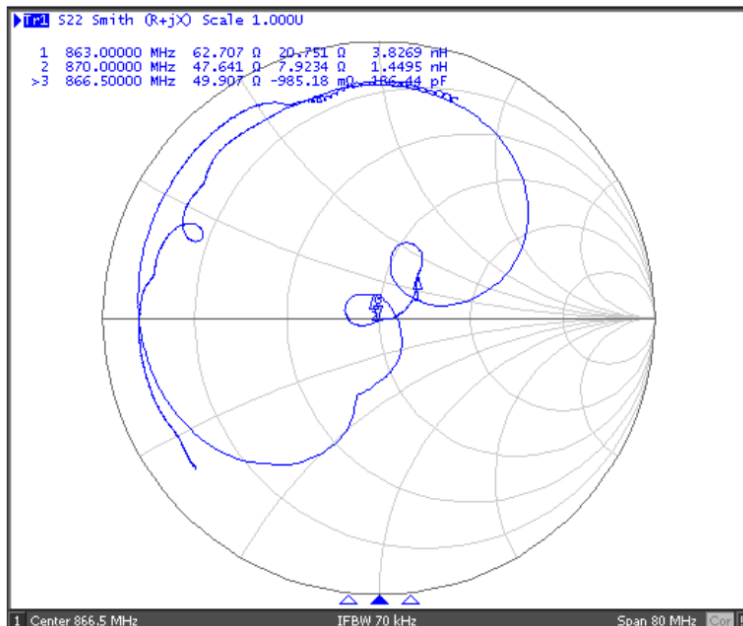 Tr1 S22 Smith (R+jX) Scale 1.000U
1 863.00000 MHz 62.707 Ω 20.751 Ω 3.8269 nH
2 870.00000 MHz 47.641 Ω 7.9234 Ω 1.4495 nH
>3 866.50000 MHz 49.907 Ω -985.18 mΩ -186.44 pF
1 Center 866.5 MHz IFBW 70 kHz Span 80 MHz Cor